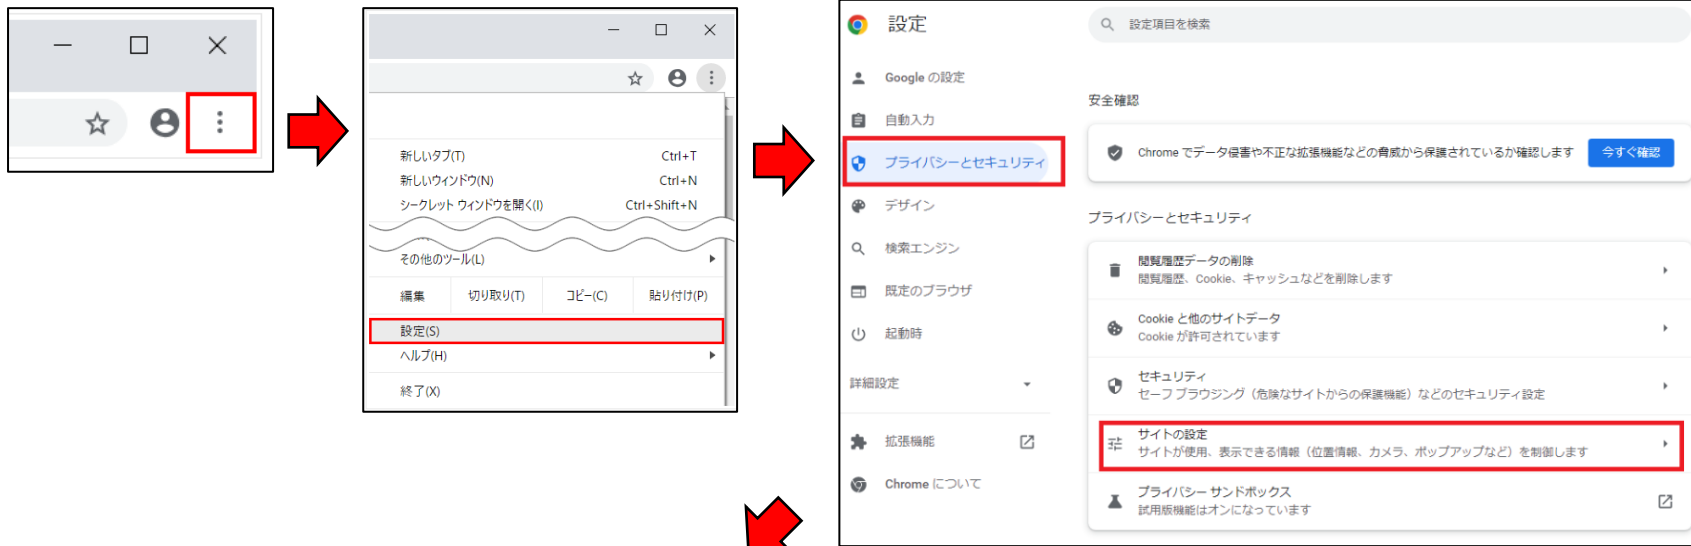 新しいタブ(T) Ctrl+T
新しいウィンドウ(N) Ctrl+N
シークレット ウィンドウを開く(I) Ctrl+Shift+N
その他のツール(L)
編集 切り取り(T) コピー(C) 貼り付け(P)
設定(S)
ヘルプ(H)
終了(X)
設定
設定項目を検索
Google の設定
自動入力
プライバシーとセキュリティ
デザイン
検索エンジン
既定のブラウザ
起動時
詳細設定
拡張機能
Chrome について
安全確認
Chrome でデータ侵害や不正な拡張機能などの脅威から保護されているか確認します 今すぐ確認
プライバシーとセキュリティ
閲覧履歴データの削除
閲覧履歴、Cookie、キャッシュなどを削除します
Cookie と他のサイトデータ
Cookie が許可されています
セキュリティ
セーフ ブラウジング（危険なサイトからの保護機能）などのセキュリティ設定
サイトの設定
サイトが使用、表示できる情報（位置情報、カメラ、ポップアップなど）を制御します
プライバシー サンドボックス
試用版機能はオンになっています